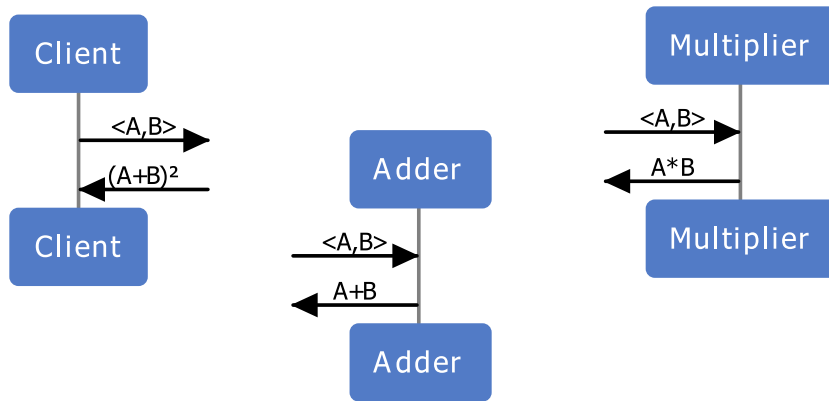 Client
<A,B>
(A+B)²
Client
Adder
<A,B>
A+B
Adder
Multiplier
<A,B>
A*B
Multiplier